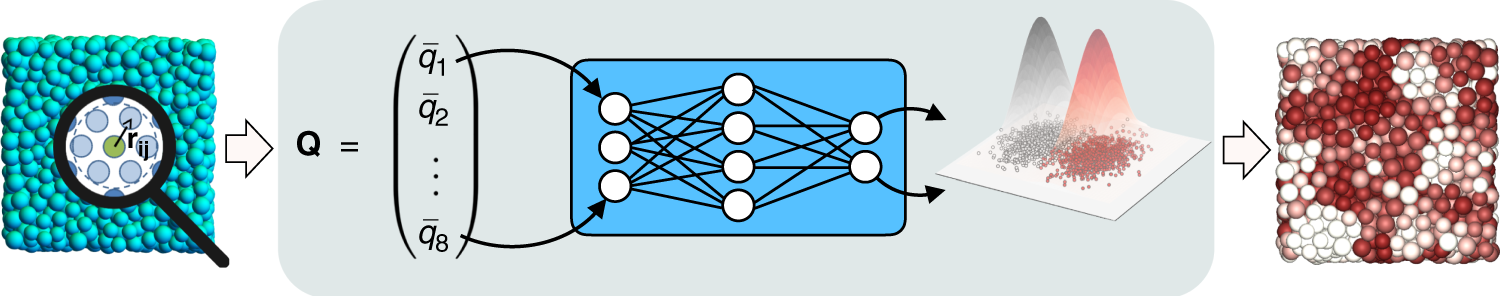 r_ij
Q =
q̄_1
q̄_2
⋮
q̄_8